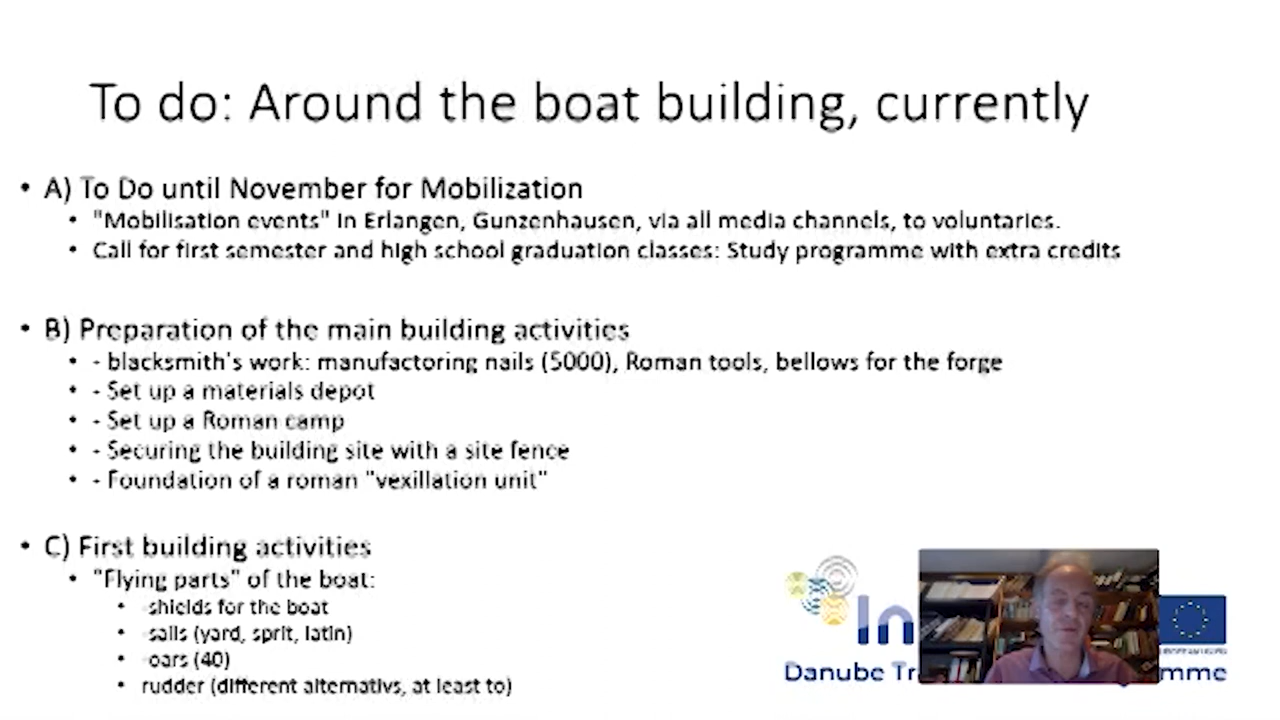 To do: Around the boat building, currently
• A) To Do until November for Mobilization
• "Mobilisation events" in Erlangen, Gunzenhausen, via all media channels, to voluntaries.
• Call for first semester and high school graduation classes: Study programme with extra credits
• B) Preparation of the main building activities
• - blacksmith's work: manufactoring nails (5000), Roman tools, bellows for the forge
• - Set up a materials depot
• - Set up a Roman camp
• - Securing the building site with a site fence
• - Foundation of a roman "vexillation unit"
• C) First building activities
• "Flying parts" of the boat:
• -shields for the boat
• -sails (yard, sprit, latin)
• -oars (40)
• rudder (different alternativs, at least to)
In
Danube Tr mme